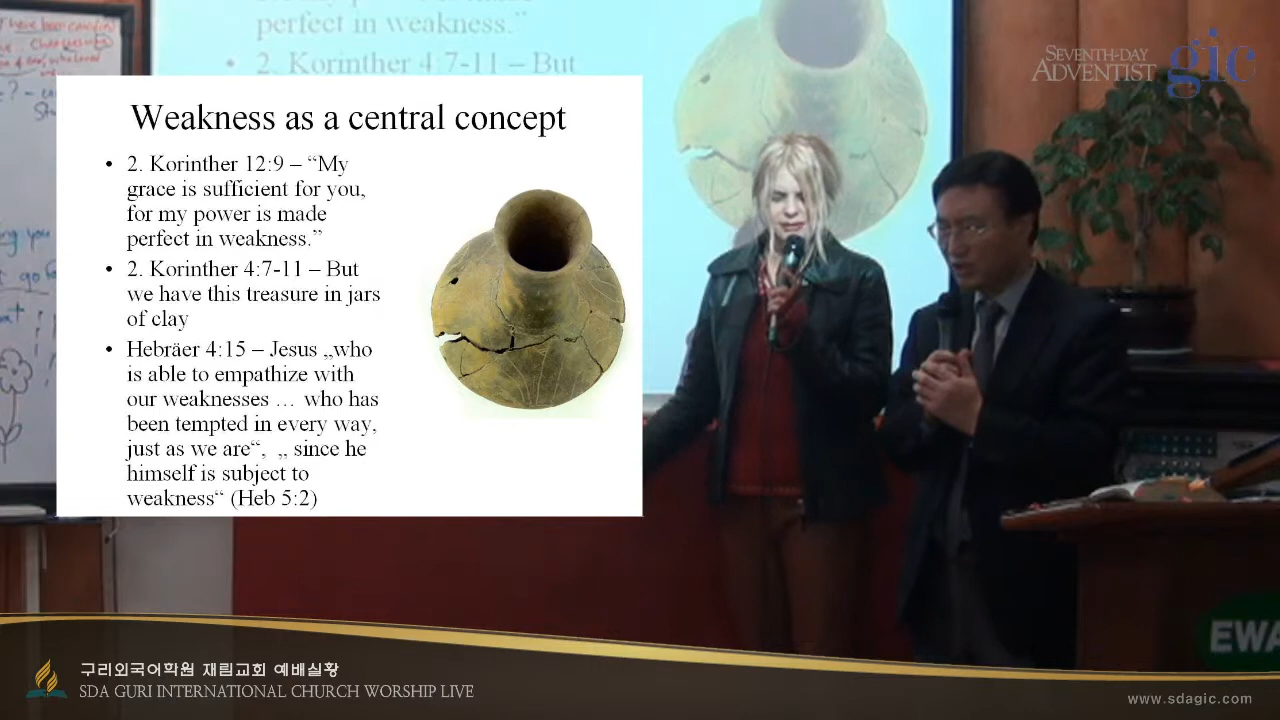 perfect in weakness.”
• 2. Korinther 4:7-11 – But
SEVENTH-DAY
ADVENTIST gic
Weakness as a central concept
• 2. Korinther 12:9 – “My
grace is sufficient for you,
for my power is made
perfect in weakness.”
• 2. Korinther 4:7-11 – But
we have this treasure in jars
of clay
• Hebräer 4:15 – Jesus „who
is able to empathize with
our weaknesses … who has
been tempted in every way,
just as we are“, „ since he
himself is subject to
weakness“ (Heb 5:2)
EWA
구리외국어학원 재림교회 예배실황
SDA GURI INTERNATIONAL CHURCH WORSHIP LIVE
www.sdagic.com